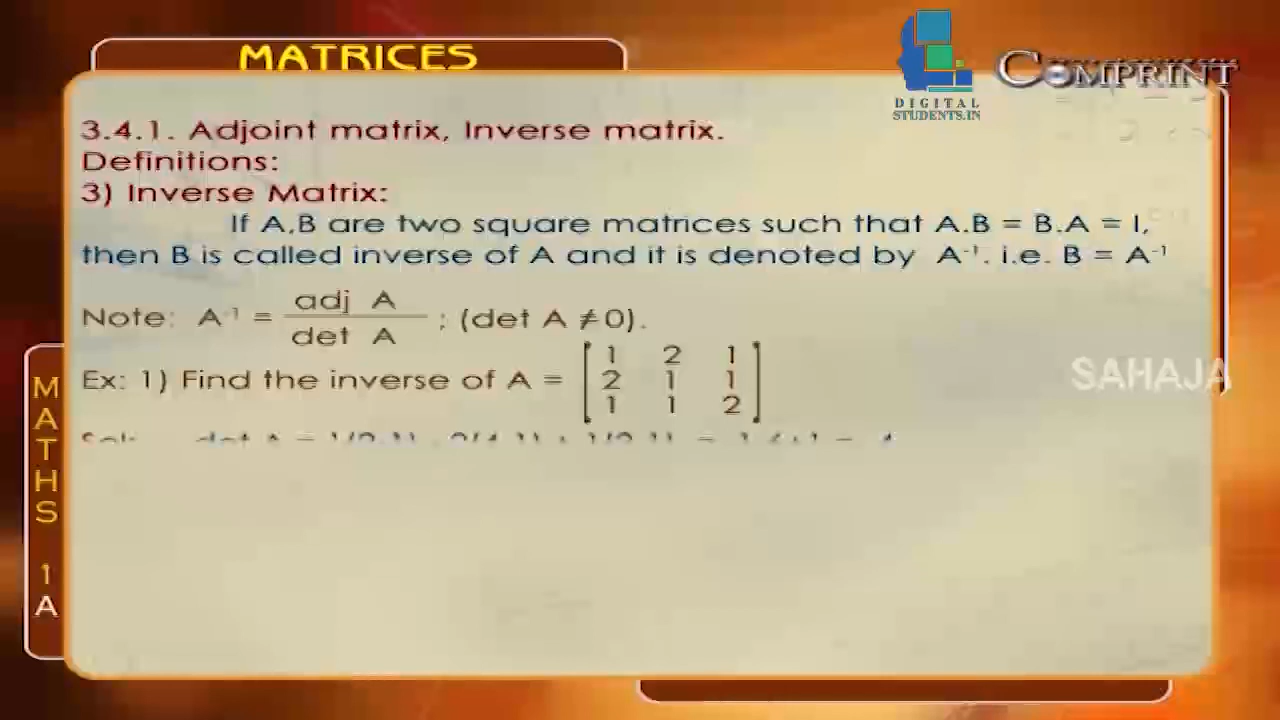 MATRICES
DIGITAL
STUDENTS.IN
COMPRINT
3.4.1. Adjoint matrix, Inverse matrix.
Definitions:
3) Inverse Matrix:
If A,B are two square matrices such that A.B = B.A = I,
then B is called inverse of A and it is denoted by A⁻¹. i.e. B = A⁻¹
Note: A⁻¹ = adj A / det A ; (det A ≠ 0).
Ex: 1) Find the inverse of A = [1 2 1
2 1 1
1 1 2]
SAHAJA
MATHS 1A